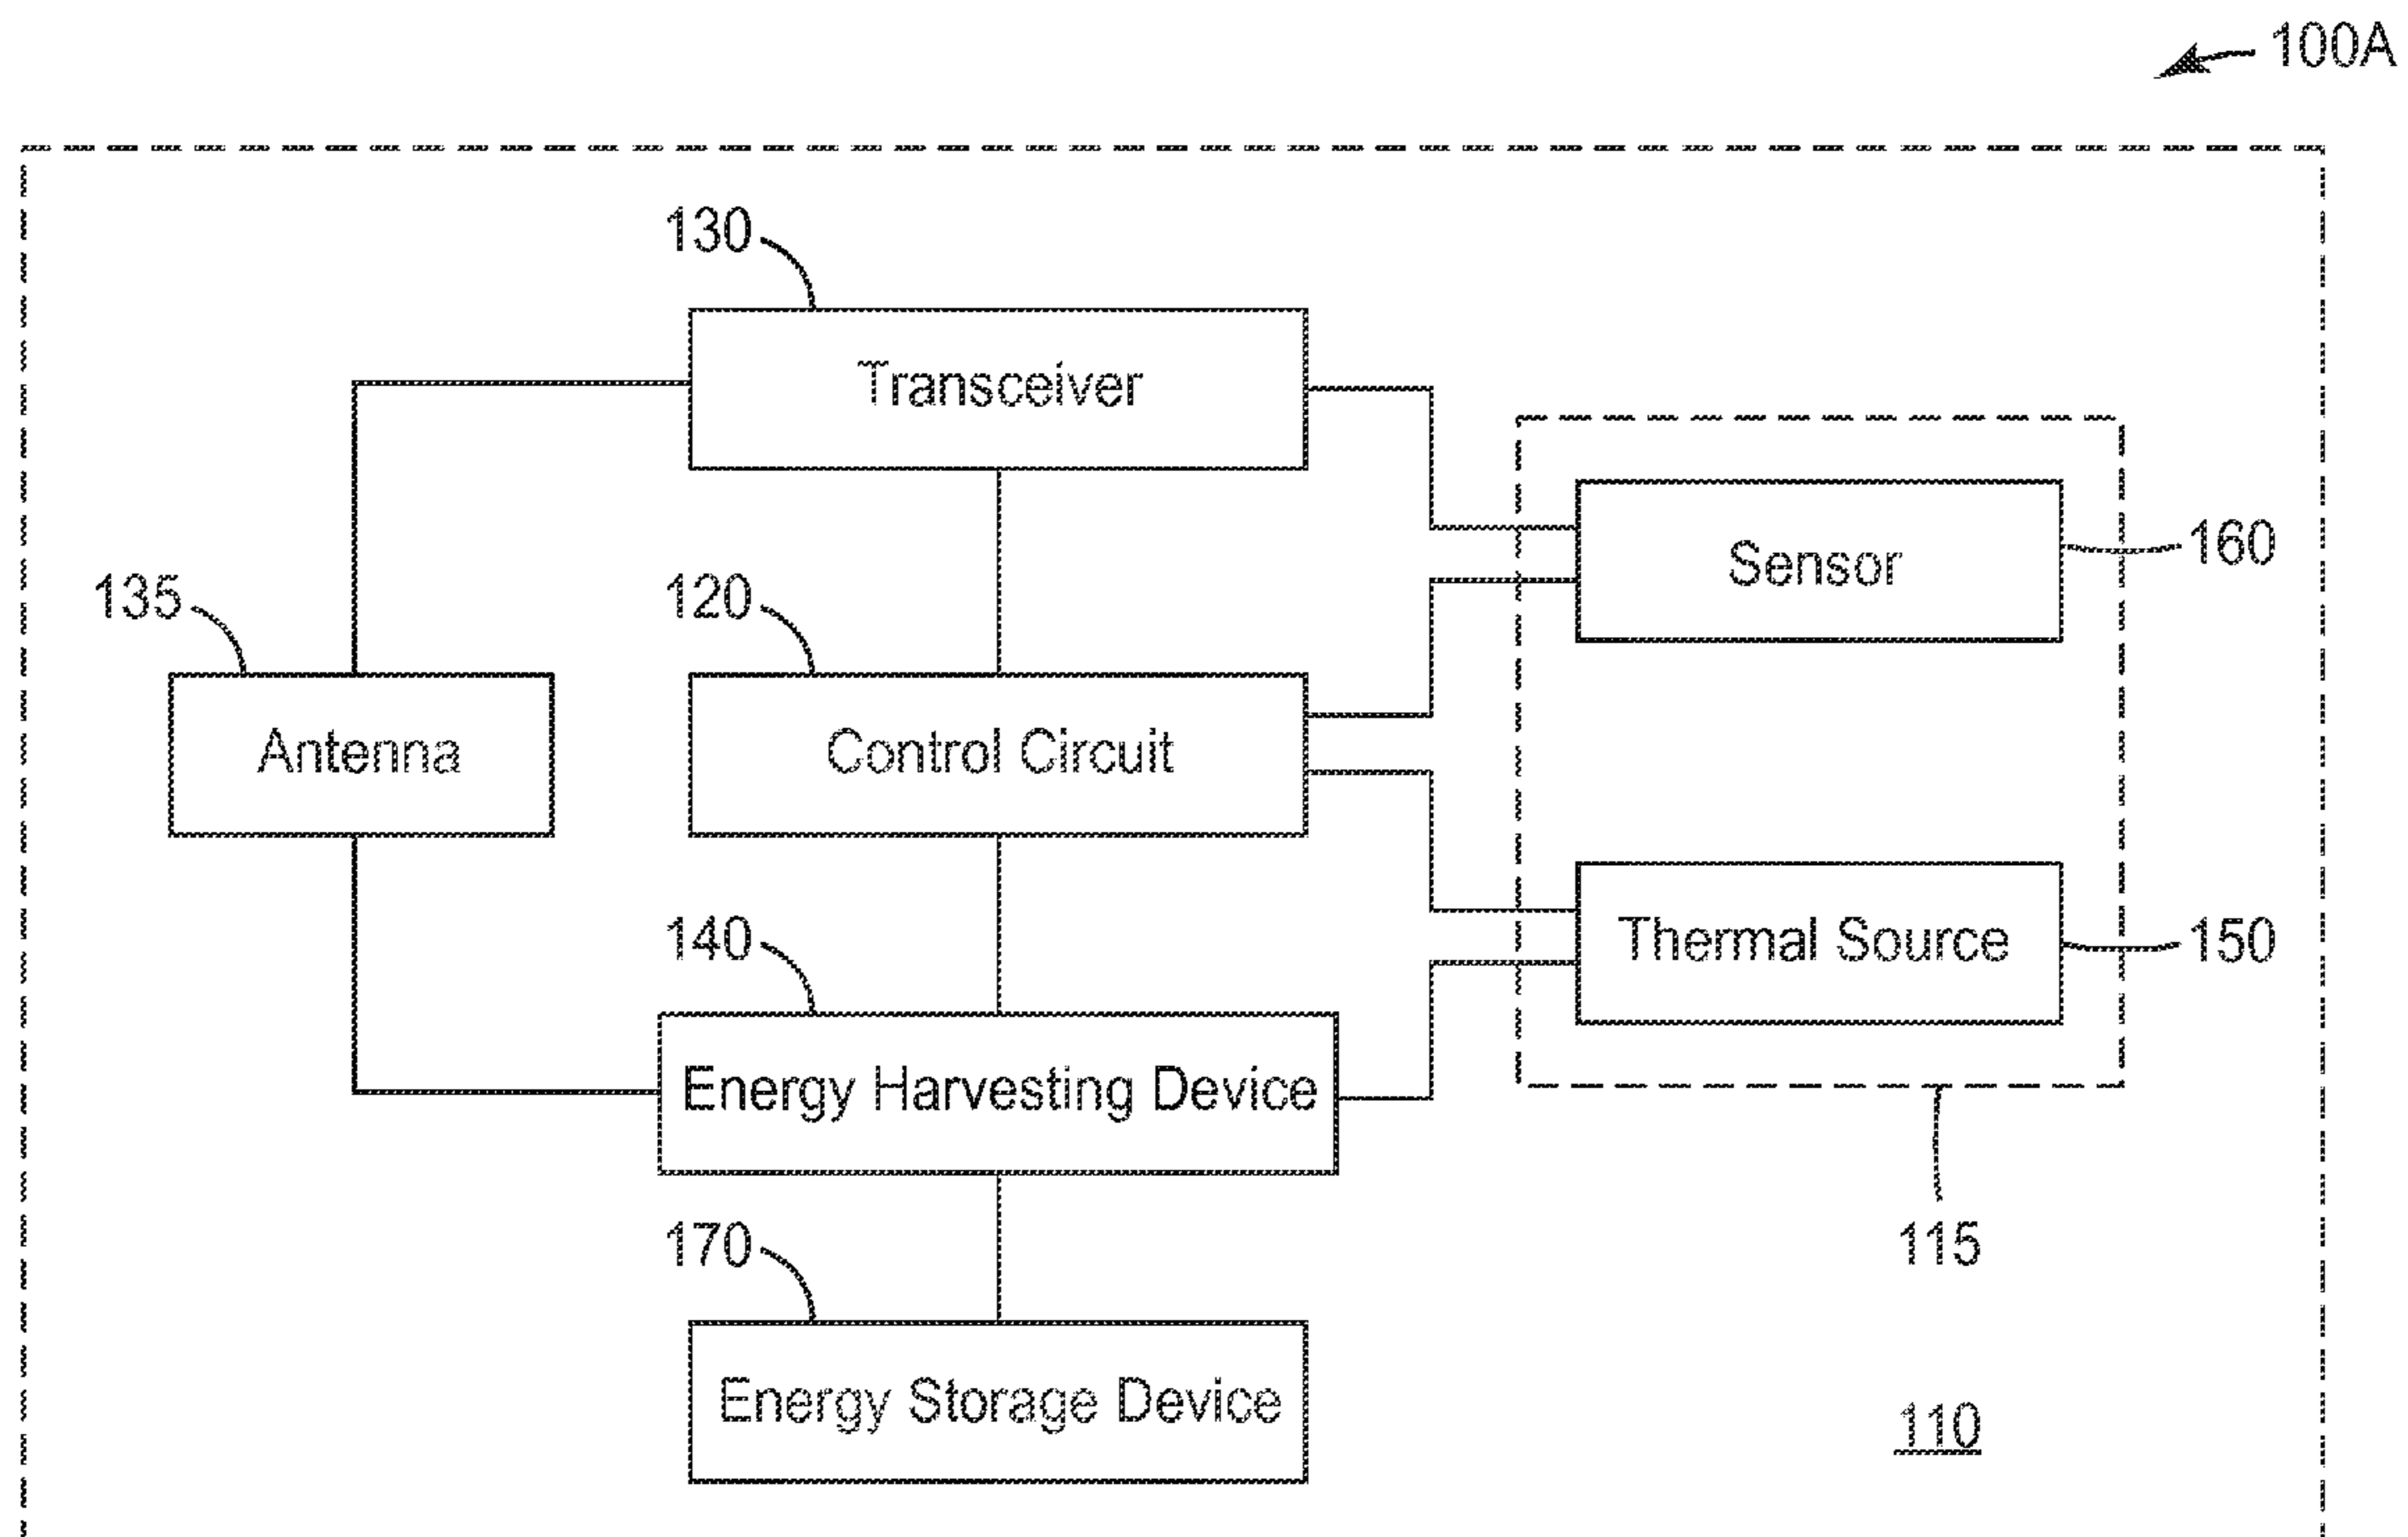 100A
130
Transceiver
160
Sensor
135
120
Antenna
Control Circuit
140
Thermal Source
150
Energy Harvesting Device
170
115
Energy Storage Device
110